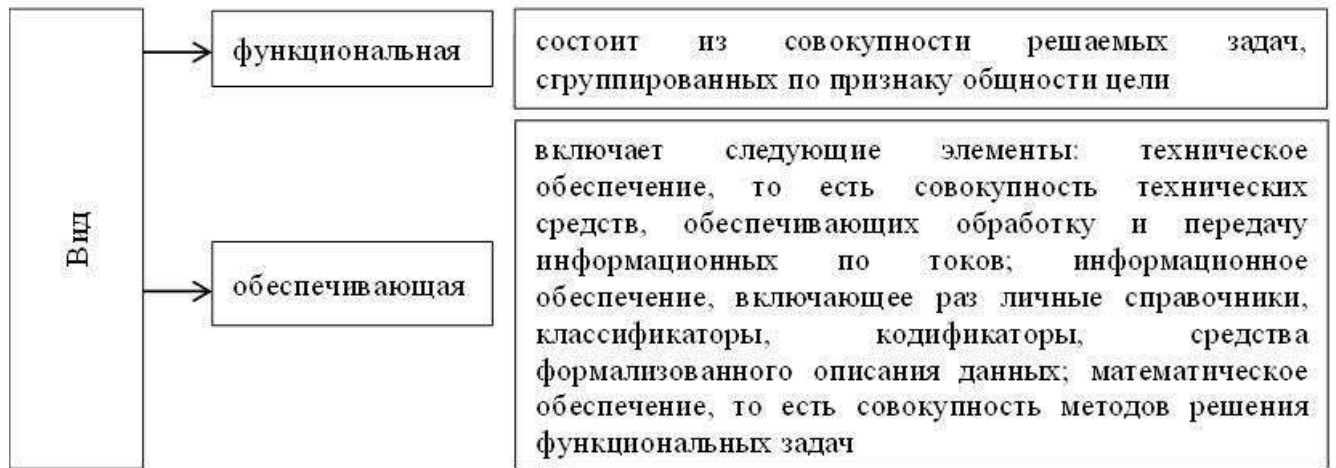 Вид
функциональная
состоит из совокупности решаемых задач,
сгруппированных по признаку общности цели
обеспечивающая
включает следующие элементы: техническое
обеспечение, то есть совокупность технических
средств, обеспечивающих обработку и передачу
информационных по токов; информационное
обеспечение, включающее раз личные справочники,
классификаторы, кодификаторы, средства
формализованного описания данных; математическое
обеспечение, то есть совокупность методов решения
функциональных задач